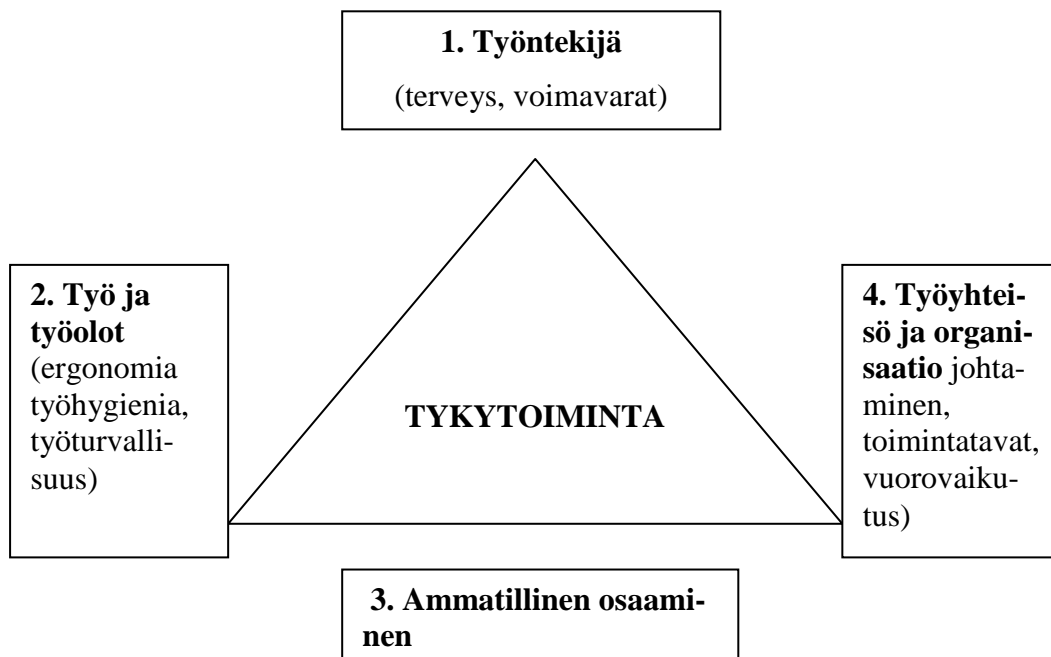 1. Työntekijä
(terveys, voimavarat)
2. Työ ja
työolot
(ergonomia
työhygienia,
työturvalli-
suus)
TYKYTOIMINTA
4. Työyhtei-
sö ja organi-
saatio johta-
minen,
toimintatavat,
vuorovaiku-
tus)
3. Ammatillinen osaami-
nen